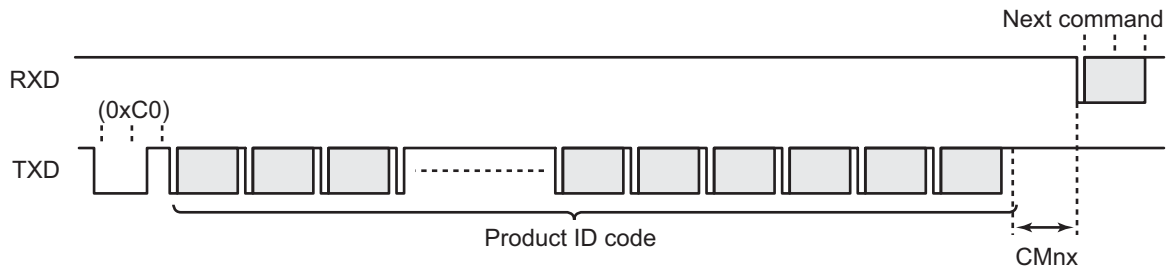 Next command
RXD
(0xC0)
TXD
Product ID code
CMnx